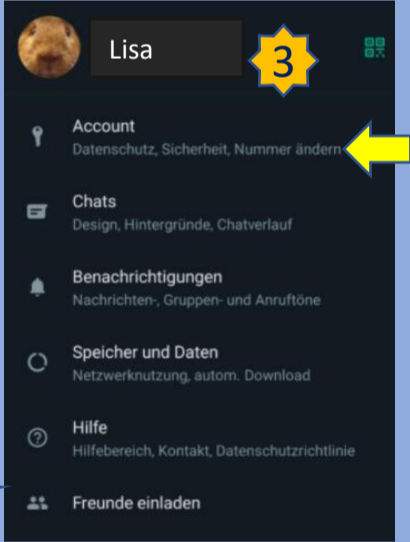 Lisa
3
Account
Datenschutz, Sicherheit, Nummer ändern
Chats
Design, Hintergründe, Chatverlauf
Benachrichtigungen
Nachrichten-, Gruppen- und Anruftöne
Speicher und Daten
Netzwerknutzung, autom. Download
Hilfe
Hilfebereich, Kontakt, Datenschutzrichtlinie
Freunde einladen